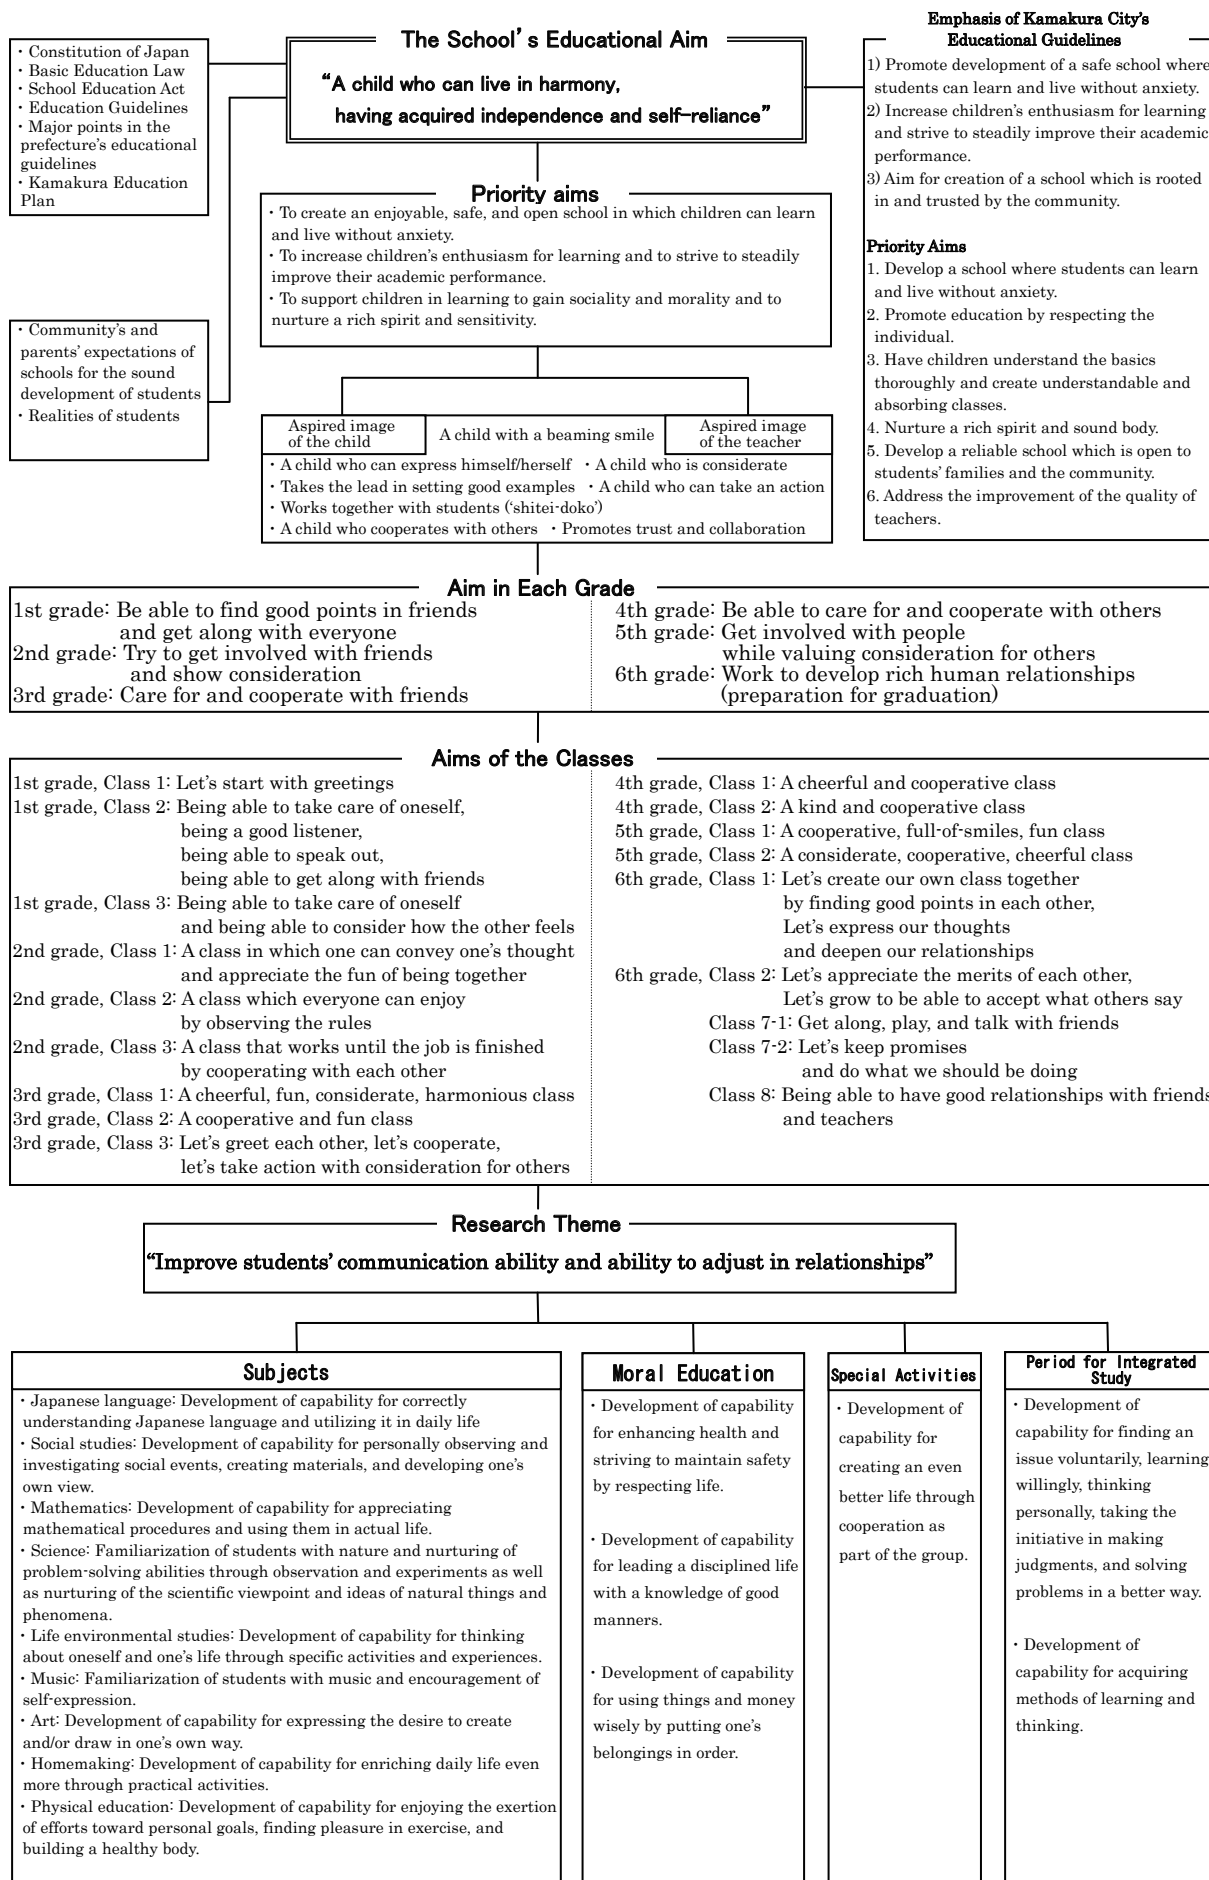 The School's Educational Aim
“A child who can live in harmony,
having acquired independence and self-reliance”
・Constitution of Japan
・Basic Education Law
・School Education Act
・Education Guidelines
・Major points in the
prefecture's educational
guidelines
・Kamakura Education
Plan
・Community's and
parents' expectations of
schools for the sound
development of students
・Realities of students
Emphasis of Kamakura City's
Educational Guidelines
1) Promote development of a safe school where
students can learn and live without anxiety.
2) Increase children's enthusiasm for learning
and strive to steadily improve their academic
performance.
3) Aim for creation of a school which is rooted
in and trusted by the community.
Priority Aims
1. Develop a school where students can learn
and live without anxiety.
2. Promote education by respecting the
individual.
3. Have children understand the basics
thoroughly and create understandable and
absorbing classes.
4. Nurture a rich spirit and sound body.
5. Develop a reliable school which is open to
students' families and the community.
6. Address the improvement of the quality of
teachers.
Priority aims
・To create an enjoyable, safe, and open school in which children can learn
and live without anxiety.
・To increase children's enthusiasm for learning and to strive to steadily
improve their academic performance.
・To support children in learning to gain sociality and morality and to
nurture a rich spirit and sensitivity.
Aspired image
of the child
A child with a beaming smile
Aspired image
of the teacher
・A child who can express himself/herself ・A child who is considerate
・Takes the lead in setting good examples ・A child who can take an action
・Works together with students (‘shitei-doko’)
・A child who cooperates with others ・Promotes trust and collaboration
Aim in Each Grade
1st grade: Be able to find good points in friends
and get along with everyone
2nd grade: Try to get involved with friends
and show consideration
3rd grade: Care for and cooperate with friends
4th grade: Be able to care for and cooperate with others
5th grade: Get involved with people
while valuing consideration for others
6th grade: Work to develop rich human relationships
(preparation for graduation)
Aims of the Classes
1st grade, Class 1: Let's start with greetings
1st grade, Class 2: Being able to take care of oneself,
being a good listener,
being able to speak out,
being able to get along with friends
1st grade, Class 3: Being able to take care of oneself
and being able to consider how the other feels
2nd grade, Class 1: A class in which one can convey one's thought
and appreciate the fun of being together
2nd grade, Class 2: A class which everyone can enjoy
by observing the rules
2nd grade, Class 3: A class that works until the job is finished
by cooperating with each other
3rd grade, Class 1: A cheerful, fun, considerate, harmonious class
3rd grade, Class 2: A cooperative and fun class
3rd grade, Class 3: Let's greet each other, let's cooperate,
let's take action with consideration for others
4th grade, Class 1: A cheerful and cooperative class
4th grade, Class 2: A kind and cooperative class
5th grade, Class 1: A cooperative, full-of-smiles, fun class
5th grade, Class 2: A considerate, cooperative, cheerful class
6th grade, Class 1: Let's create our own class together
by finding good points in each other,
Let's express our thoughts
and deepen our relationships
6th grade, Class 2: Let's appreciate the merits of each other,
Let's grow to be able to accept what others say
Class 7-1: Get along, play, and talk with friends
Class 7-2: Let's keep promises
and do what we should be doing
Class 8: Being able to have good relationships with friends
and teachers
Research Theme
“Improve students' communication ability and ability to adjust in relationships”
Subjects
・Japanese language: Development of capability for correctly
understanding Japanese language and utilizing it in daily life
・Social studies: Development of capability for personally observing and
investigating social events, creating materials, and developing one's
own view.
・Mathematics: Development of capability for appreciating
mathematical procedures and using them in actual life.
・Science: Familiarization of students with nature and nurturing of
problem-solving abilities through observation and experiments as well
as nurturing of the scientific viewpoint and ideas of natural things and
phenomena.
・Life environmental studies: Development of capability for thinking
about oneself and one's life through specific activities and experiences.
・Music: Familiarization of students with music and encouragement of
self-expression.
・Art: Development of capability for expressing the desire to create
and/or draw in one's own way.
・Homemaking: Development of capability for enriching daily life even
more through practical activities.
・Physical education: Development of capability for enjoying the exertion
of efforts toward personal goals, finding pleasure in exercise, and
building a healthy body.
Moral Education
・Development of capability
for enhancing health and
striving to maintain safety
by respecting life.
・Development of capability
for leading a disciplined life
with a knowledge of good
manners.
・Development of capability
for using things and money
wisely by putting one's
belongings in order.
Special Activities
・Development of
capability for
creating an even
better life through
cooperation as
part of the group.
Period for Integrated
Study
・Development of
capability for finding an
issue voluntarily, learning
willingly, thinking
personally, taking the
initiative in making
judgments, and solving
problems in a better way.
・Development of
capability for acquiring
methods of learning and
thinking.